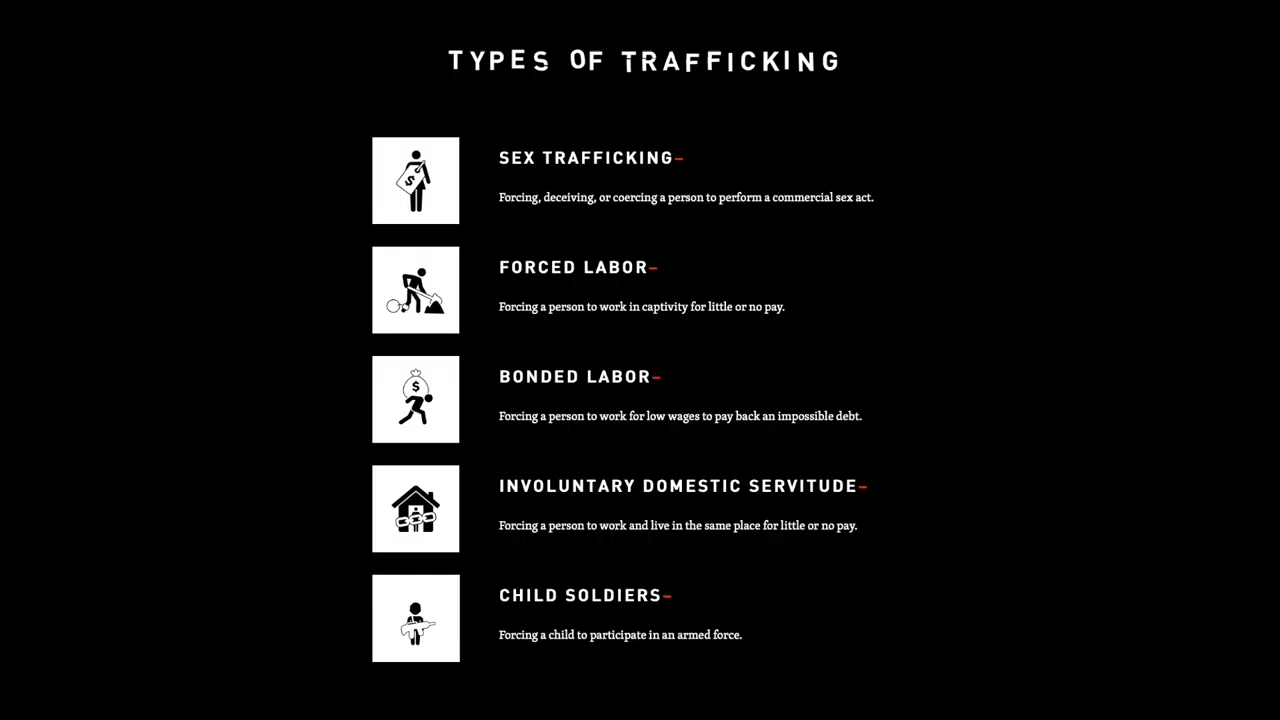 TYPES OF TRAFFICKING
SEX TRAFFICKING–
Forcing, deceiving, or coercing a person to perform a commercial sex act.
FORCED LABOR–
Forcing a person to work in captivity for little or no pay.
$
BONDED LABOR–
Forcing a person to work for low wages to pay back an impossible debt.
$
INVOLUNTARY DOMESTIC SERVITUDE–
Forcing a person to work and live in the same place for little or no pay.
CHILD SOLDIERS–
Forcing a child to participate in an armed force.